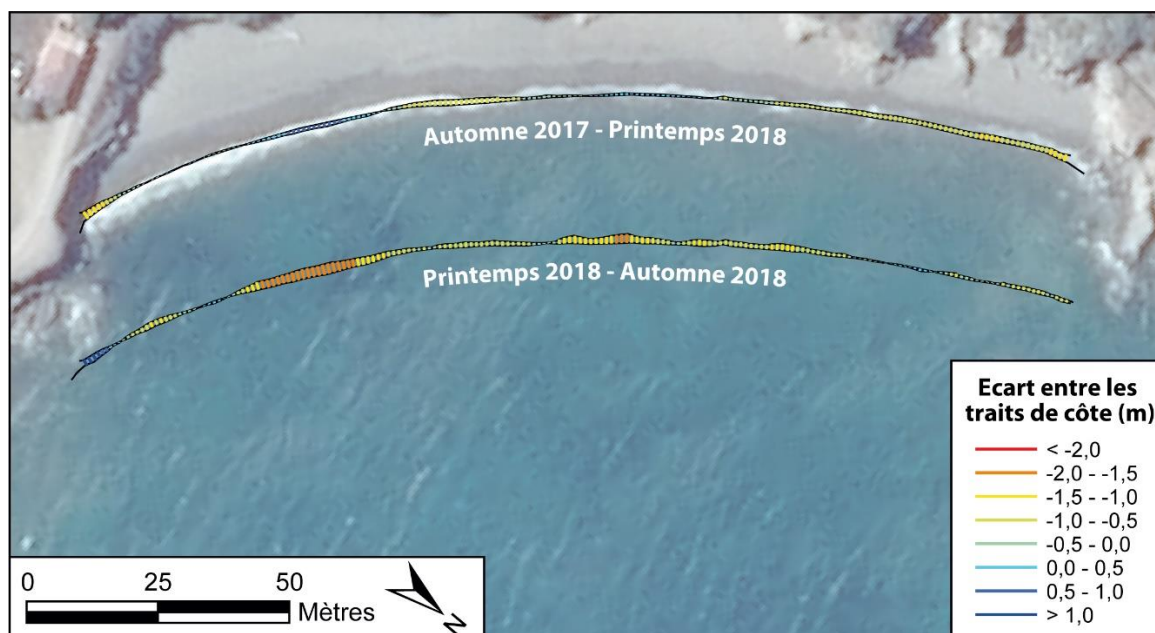 Automne 2017 - Printemps 2018
Printemps 2018 - Automne 2018
Ecart entre les
traits de côte (m)
< -2,0
-2,0 - -1,5
-1,5 - -1,0
-1,0 - -0,5
-0,5 - 0,0
0,0 - 0,5
0,5 - 1,0
> 1,0
0 25 50
Mètres
N